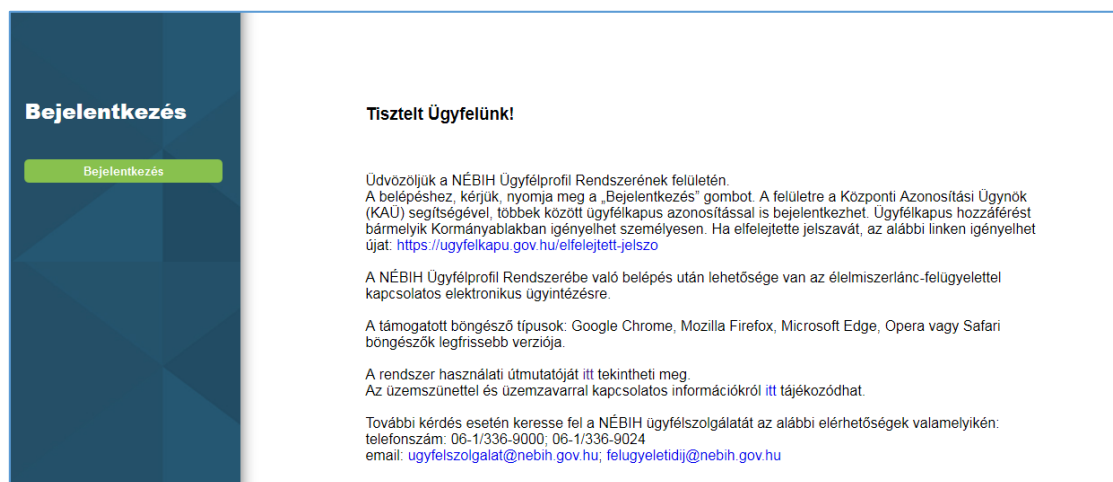 Bejelentkezés
Bejelentkezés
Tisztelt Ügyfelünk!
Üdvözöljük a NÉBIH Ügyfélprofil Rendszerének felületén.
A belépéshez, kérjük, nyomja meg a „Bejelentkezés” gombot. A felületre a Központi Azonosítási Ügynök
(KAÜ) segítségével, többek között ügyfélkapus azonosítással is bejelentkezhet. Ügyfélkapus hozzáférést
bármelyik Kormányablakban igényelhet személyesen. Ha elfelejtette jelszavát, az alábbi linken igényelhet
újat: https://ugyfelkapu.gov.hu/elfelejtett-jelszo
A NÉBIH Ügyfélprofil Rendszerébe való belépés után lehetősége van az élelmiszerlánc-felügyelettel
kapcsolatos elektronikus ügyintézésre.
A támogatott böngésző típusok: Google Chrome, Mozilla Firefox, Microsoft Edge, Opera vagy Safari
böngészők legfrissebb verziója.
A rendszer használati útmutatóját itt tekintheti meg.
Az üzemszünettel és üzemzavarral kapcsolatos információkról itt tájékozódhat.
További kérdés esetén keresse fel a NÉBIH ügyfélszolgálatát az alábbi elérhetőségek valamelyikén:
telefonszám: 06-1/336-9000; 06-1/336-9024
email: ugyfelszolgalat@nebih.gov.hu; felugyeletidij@nebih.gov.hu